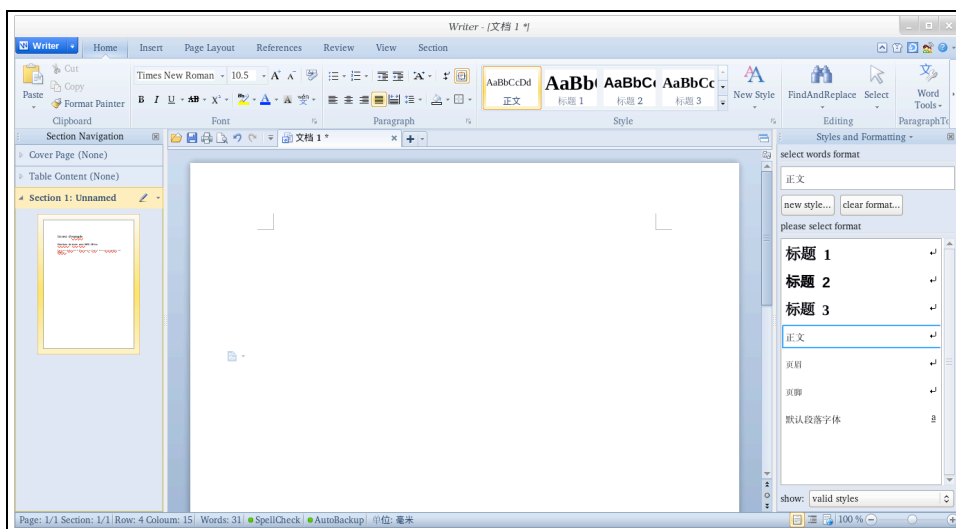 Writer - [文档 1 *]
Writer
Home Insert Page Layout References Review View Section
Paste
Cut
Copy
Format Painter
Clipboard
Times New Roman 10.5
B I U AB X²
Font
Paragraph
AaBbCcDd
正文
AaBb
标题 1
AaBbC
标题 2
AaBbCc
标题 3
New Style
Style
FindAndReplace Select
Editing
Word
Tools
ParagraphTo
Section Navigation
文档 1 *
Styles and Formatting
Cover Page (None)
Table Content (None)
Section 1: Unnamed
select words format
正文
new style... clear format...
please select format
标题 1
标题 2
标题 3
正文
页眉
页脚
默认段落字体 a
show: valid styles
Page: 1/1 Section: 1/1 Row: 4 Coloum: 15 Words: 31 SpellCheck AutoBackup 单位: 毫米
100 %